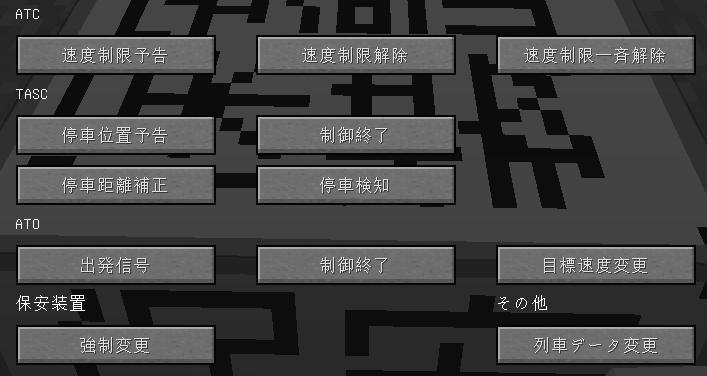 ATC
速度制限予告 速度制限解除 速度制限一斉解除
TASC
停車位置予告 制御終了
停車距離補正 停車検知
ATO
出発信号 制御終了 目標速度変更
保安装置 その他
強制変更 列車データ変更